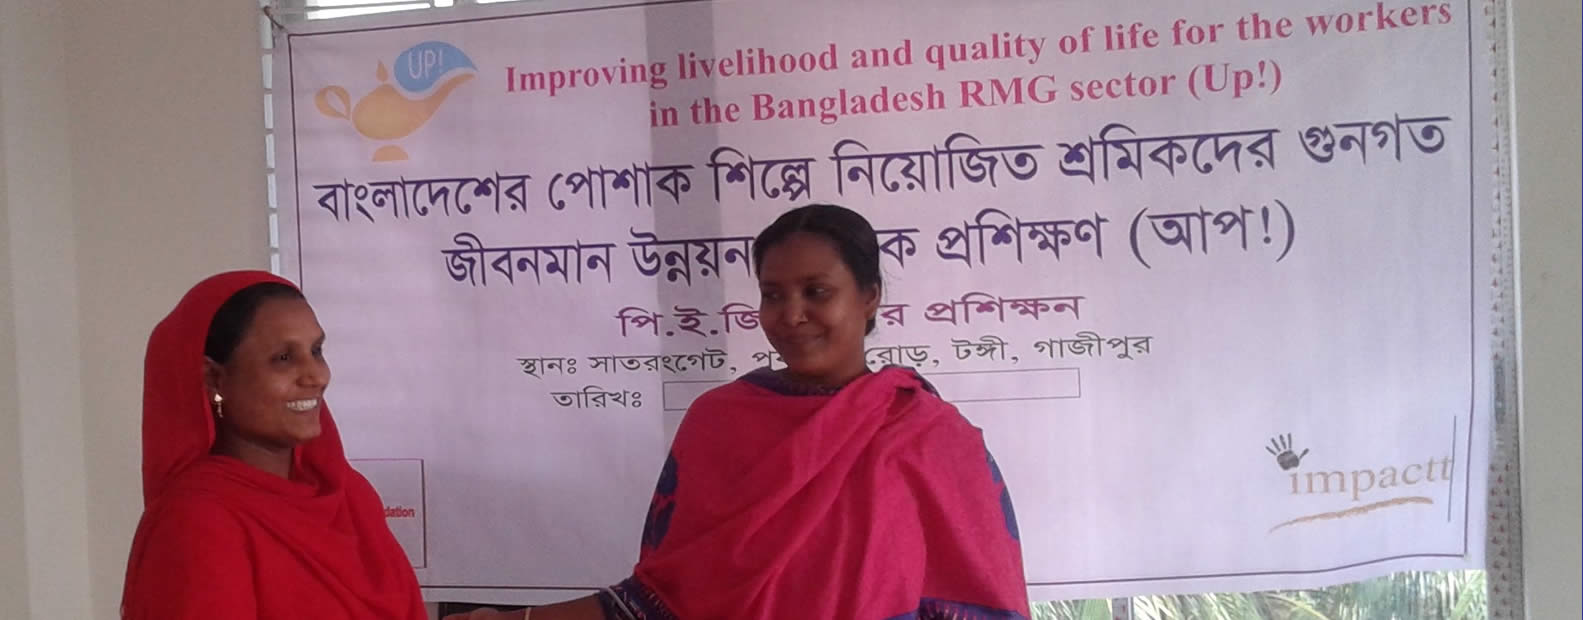 UP!
Improving livelihood and quality of life for the workers
in the Bangladesh RMG sector (Up!)
বাংলাদেশের পোশাক শিল্পে নিয়োজিত শ্রমিকদের গুনগত
জীবনমান উন্নয়ন ক প্রশিক্ষণ (আপ!)
পি.ই.জি র প্রশিক্ষন
স্থানঃ সাতরংগেট, রোড, টঙ্গী, গাজীপুর
তারিখঃ
dation
impactt